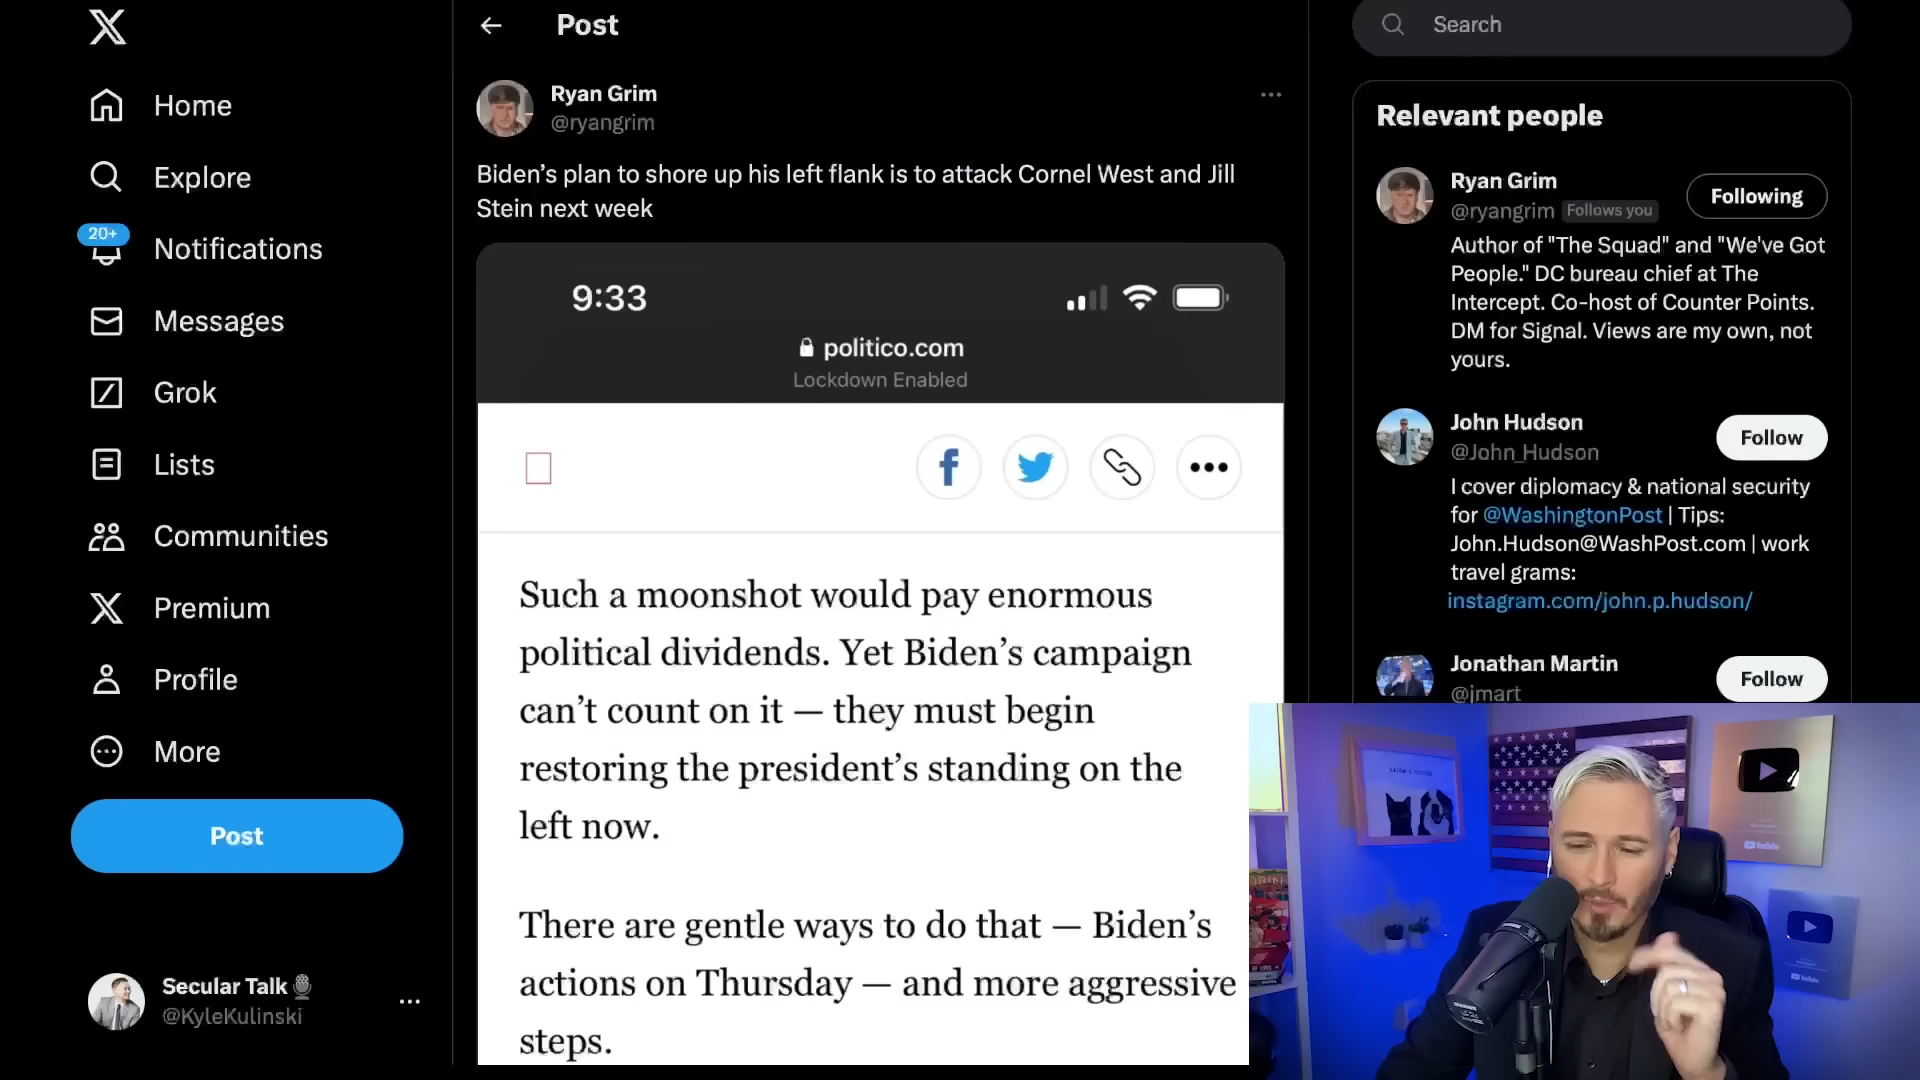 Home
Explore
20+
Notifications
Messages
Grok
Lists
Communities
Premium
Profile
More
Post
Secular Talk
@KyleKulinski
Post
Ryan Grim
@ryangrim
Biden’s plan to shore up his left flank is to attack Cornel West and Jill
Stein next week
9:33
politico.com
Lockdown Enabled
Such a moonshot would pay enormous
political dividends. Yet Biden’s campaign
can’t count on it — they must begin
restoring the president’s standing on the
left now.
There are gentle ways to do that — Biden’s
actions on Thursday — and more aggressive
steps.
Search
Relevant people
Ryan Grim
@ryangrim Follows you
Following
Author of "The Squad" and "We've Got
People." DC bureau chief at The
Intercept. Co-host of Counter Points.
DM for Signal. Views are my own, not
yours.
John Hudson
@John_Hudson
Follow
I cover diplomacy & national security
for @WashingtonPost | Tips:
John.Hudson@WashPost.com | work
travel grams:
instagram.com/john.p.hudson/
Jonathan Martin
@jmart
Follow
YouTube
YouTube